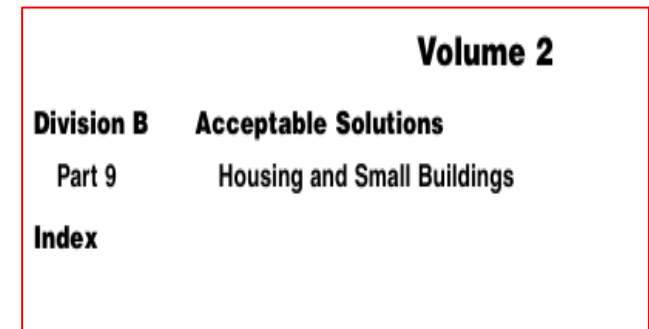 Volume 2
Division B Acceptable Solutions
Part 9 Housing and Small Buildings
Index